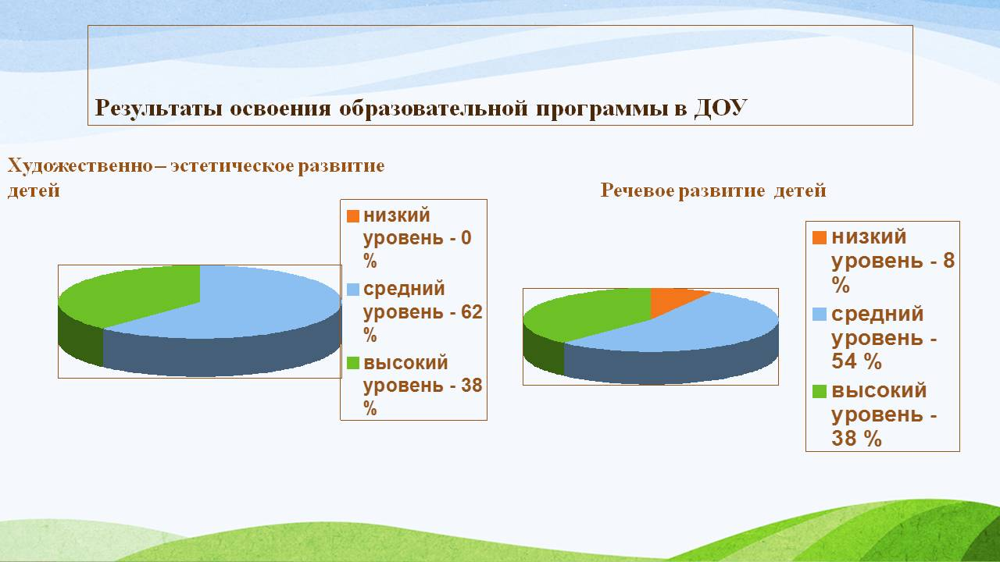 Результаты освоения образовательной программы в ДОУ
Художественно– эстетическое развитие
детей
низкий
уровень - 0
%
средний
уровень - 62
%
высокий
уровень - 38
%
Речевое развитие детей
низкий
уровень - 8
%
средний
уровень -
54 %
высокий
уровень -
38 %